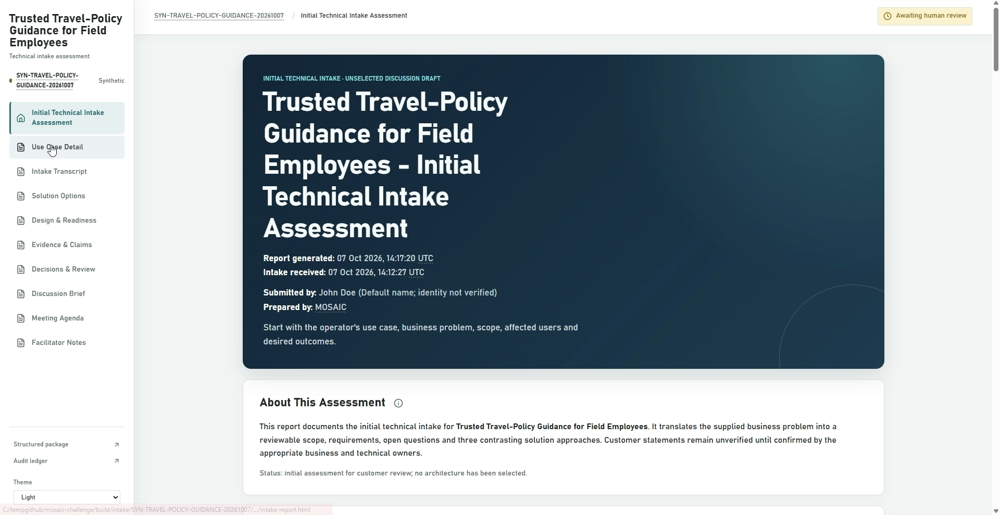 Trusted Travel-Policy
Guidance for Field
Employees
Technical intake assessment
SYN-TRAVEL-POLICY-
GUIDANCE-20261007
Synthetic
Initial Technical Intake
Assessment
Use Case Detail
Intake Transcript
Solution Options
Design & Readiness
Evidence & Claims
Decisions & Review
Discussion Brief
Meeting Agenda
Facilitator Notes
Structured package
Audit ledger
Theme
Light
C:/tempgithub/mosaic-challenge/build/intake/SYN-TRAVEL-POLICY-GUIDANCE-20261007/.../intake-report.html
SYN-TRAVEL-POLICY-GUIDANCE-20261007 / Initial Technical Intake Assessment
Awaiting human review
INITIAL TECHNICAL INTAKE · UNSELECTED DISCUSSION DRAFT
Trusted Travel-Policy
Guidance for Field
Employees - Initial
Technical Intake
Assessment
Report generated: 07 Oct 2026, 14:17:20 UTC
Intake received: 07 Oct 2026, 14:12:27 UTC
Submitted by: John Doe (Default name; identity not verified)
Prepared by: MOSAIC
Start with the operator's use case, business problem, scope, affected users and
desired outcomes.
About This Assessment
This report documents the initial technical intake for Trusted Travel-Policy Guidance for Field Employees. It translates the supplied business problem into a
reviewable scope, requirements, open questions and three contrasting solution approaches. Customer statements remain unverified until confirmed by the
appropriate business and technical owners.
Status: initial assessment for customer review; no architecture has been selected.